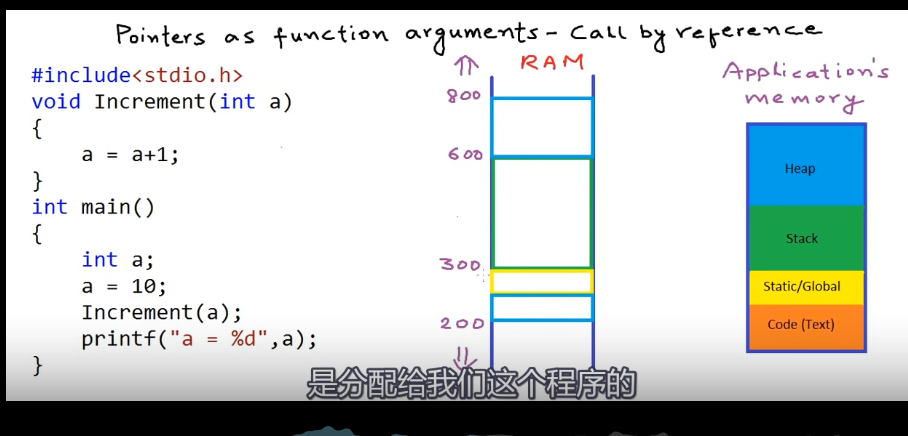 Pointers as function arguments - Call by reference
#include<stdio.h>
void Increment(int a)
{
    a = a+1;
}
int main()
{
    int a;
    a = 10;
    Increment(a);
    printf("a = %d",a);
}
RAM
800
600
300
200
Application's
memory
Heap
Stack
Static/Global
Code (Text)
是分配给我们这个程序的